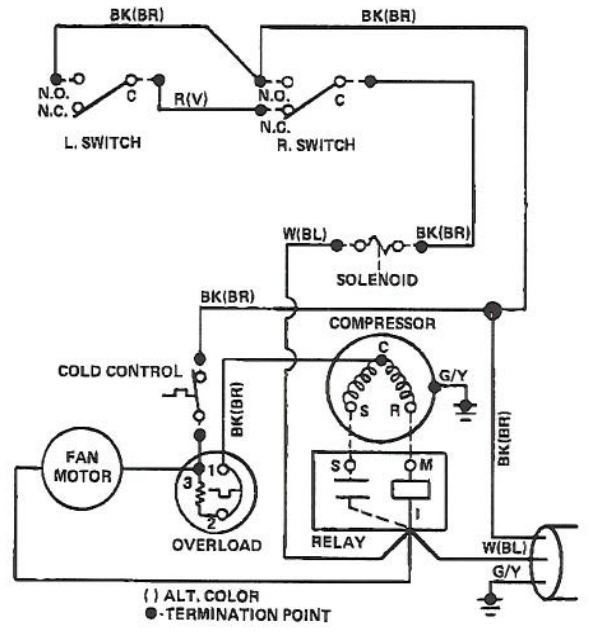 BK(BR)
BK(BR)
N.O.
N.C.
C
R(V)
N.O.
N.C.
C
L. SWITCH
R. SWITCH
W(BL)
BK(BR)
SOLENOID
BK(BR)
COMPRESSOR
C
COLD CONTROL
G/Y
S
R
BK(BR)
BK(BR)
FAN
MOTOR
3
1
2
S
M
I
OVERLOAD
RELAY
W(BL)
G/Y
( ) ALT. COLOR
●-TERMINATION POINT